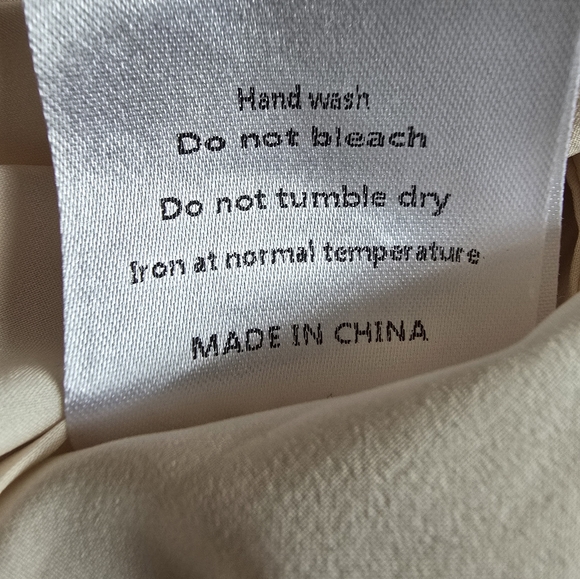 Hand wash
Do not bleach
Do not tumble dry
Iron at normal temperature
MADE IN CHINA